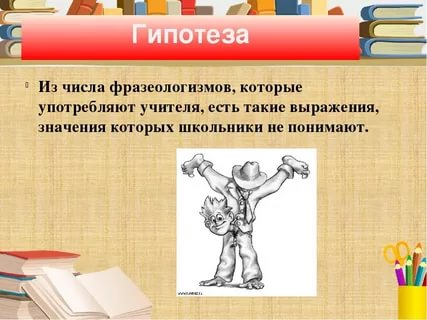 Гипотеза
Из числа фразеологизмов, которые
употребляют учителя, есть такие выражения,
значения которых школьники не понимают.